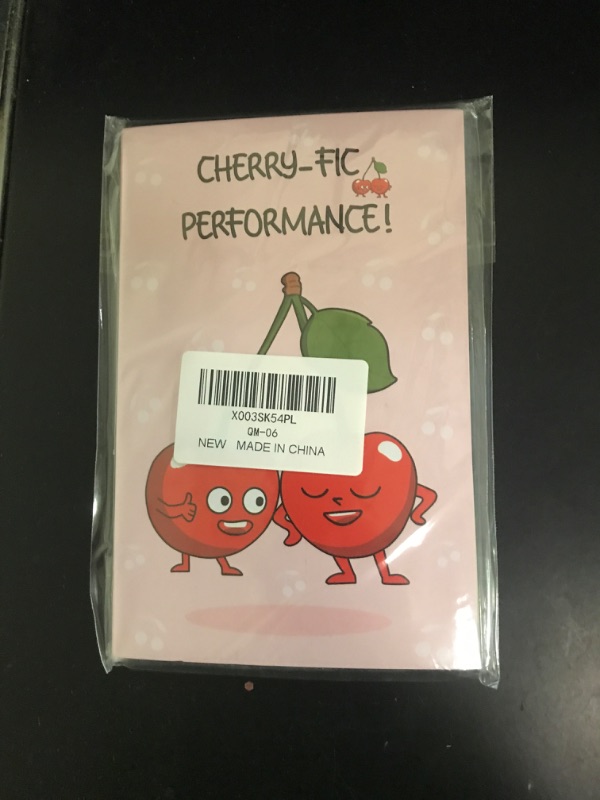 CHERRY-FIC
PERFORMANCE!
X003SK54PL
QM-06
NEW MADE IN CHINA